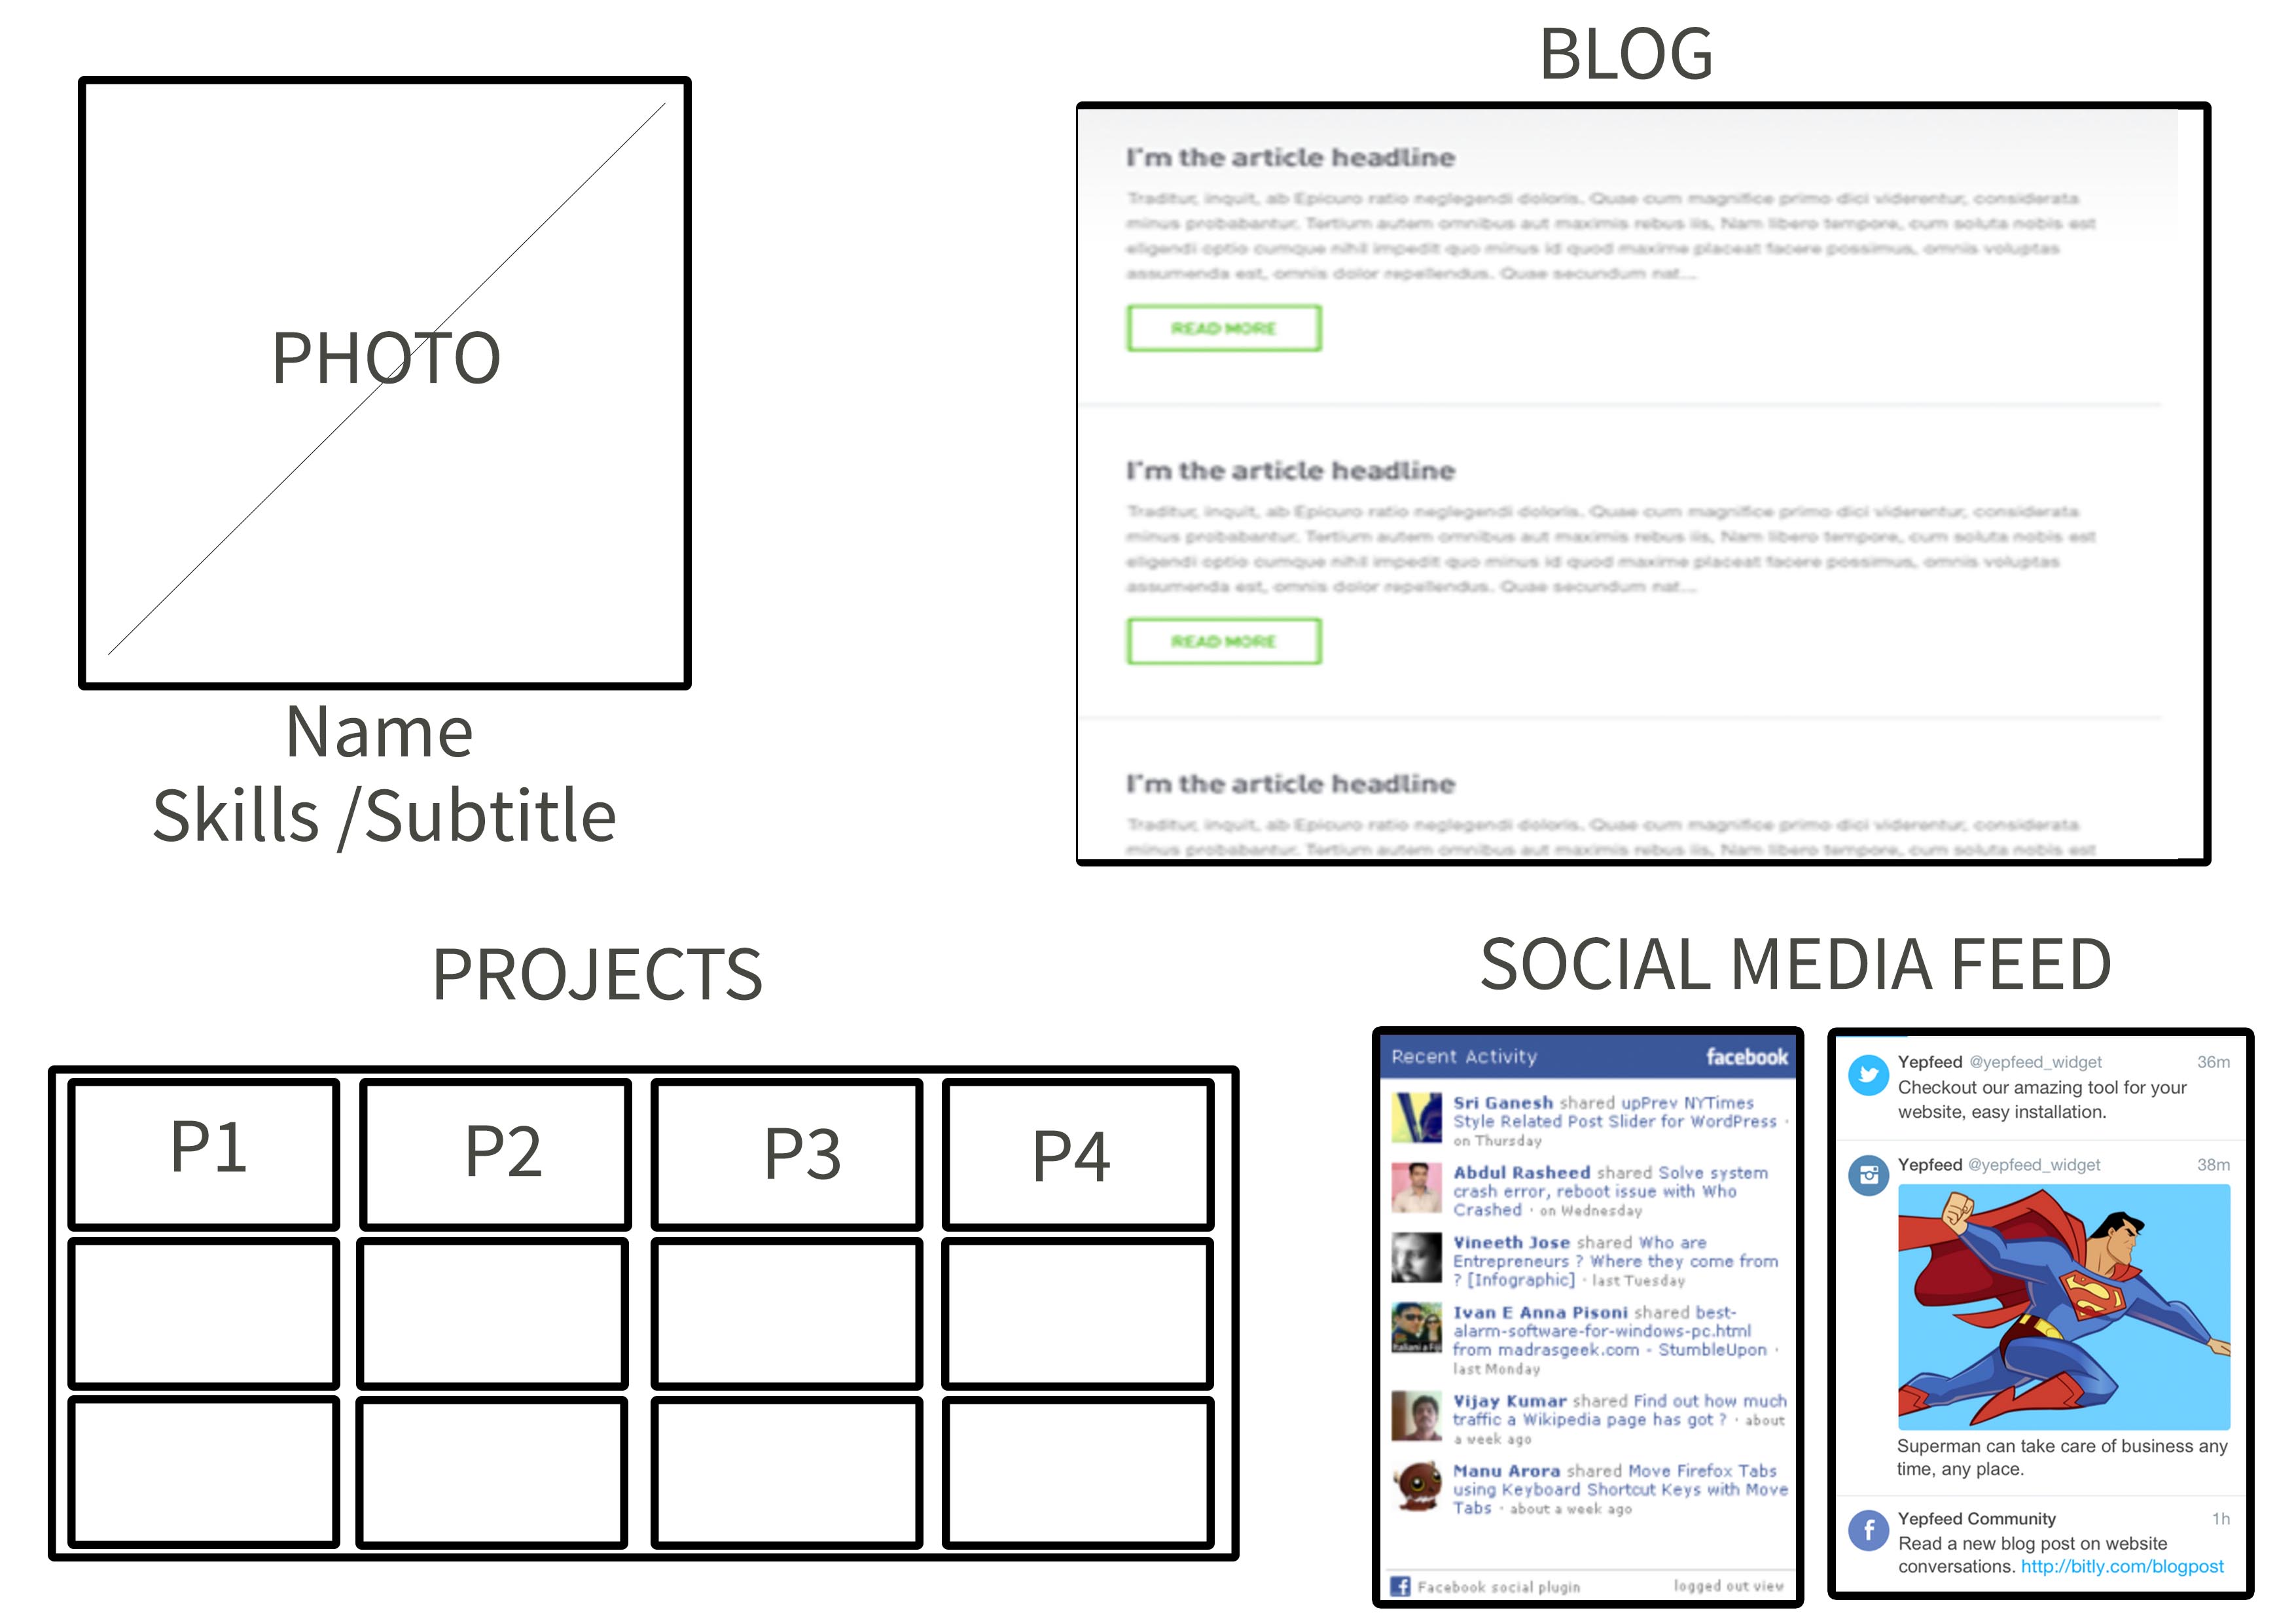 BLOG
PHOTO
Name
Skills /Subtitle
I'm the article headline
Traditur, inquit, ab Epicuro ratio neglegendi doloris. Quae cum magnifice primo dici viderentur, considerata
minus probabantur. Tertium autem omnibus aut maximis rebus iis, Nam libero tempore, cum soluta nobis est
eligendi optio cumque nihil impedit quo minus id quod maxime placeat facere possimus, omnis voluptas
assumenda est, omnis dolor repellendus. Quae secundum nat...
READ MORE
I'm the article headline
Traditur, inquit, ab Epicuro ratio neglegendi doloris. Quae cum magnifice primo dici viderentur, considerata
minus probabantur. Tertium autem omnibus aut maximis rebus iis, Nam libero tempore, cum soluta nobis est
eligendi optio cumque nihil impedit quo minus id quod maxime placeat facere possimus, omnis voluptas
assumenda est, omnis dolor repellendus. Quae secundum nat...
READ MORE
I'm the article headline
Traditur, inquit, ab Epicuro ratio neglegendi doloris. Quae cum magnifice primo dici viderentur, considerata
minus probabantur. Tertium autem omnibus aut maximis rebus iis, Nam libero tempore, cum soluta nobis est
PROJECTS
P1 P2 P3 P4
SOCIAL MEDIA FEED
Recent Activity facebook
Sri Ganesh shared upPrev NYTimes
Style Related Post Slider for WordPress ·
on Thursday
Abdul Rasheed shared Solve system
crash error, reboot issue with Who
Crashed · on Wednesday
Vineeth Jose shared Who are
Entrepreneurs ? Where they come from
? [Infographic] · last Tuesday
Ivan E Anna Pisoni shared best-
alarm-software-for-windows-pc.html
from madrasgeek.com - StumbleUpon ·
last Monday
Vijay Kumar shared Find out how much
traffic a Wikipedia page has got ? · about
a week ago
Manu Arora shared Move Firefox Tabs
using Keyboard Shortcut Keys with Move
Tabs · about a week ago
Facebook social plugin logged out view
Yepfeed @yepfeed_widget 36m
Checkout our amazing tool for your
website, easy installation.
Yepfeed @yepfeed_widget 38m
Superman can take care of business any
time, any place.
Yepfeed Community 1h
Read a new blog post on website
conversations. http://bitly.com/blogpost